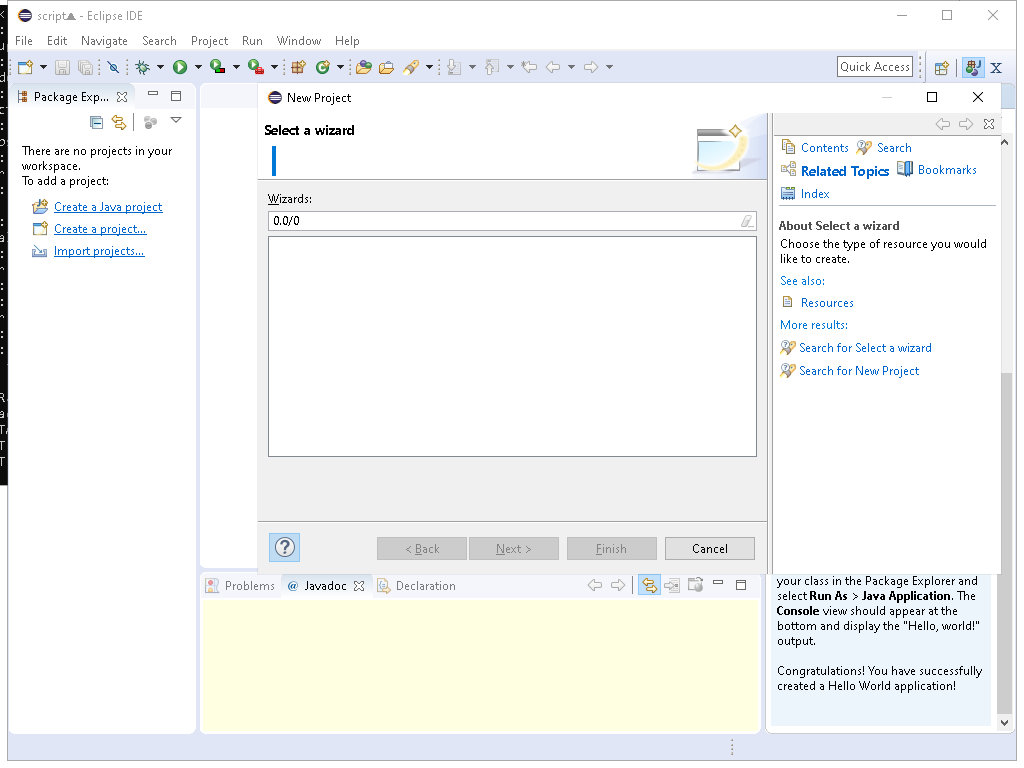 script▲ - Eclipse IDE
File Edit Navigate Search Project Run Window Help
Quick Access
Package Exp...
There are no projects in your
workspace.
To add a project:
Create a Java project
Create a project...
Import projects...
New Project
Select a wizard
Wizards:
0.0/0
< Back Next > Finish Cancel
Contents Search
Related Topics Bookmarks
Index
About Select a wizard
Choose the type of resource you would
like to create.
See also:
Resources
More results:
Search for Select a wizard
Search for New Project
Problems @ Javadoc Declaration
your class in the Package Explorer and
select Run As > Java Application. The
Console view should appear at the
bottom and display the "Hello, world!"
output.
Congratulations! You have successfully
created a Hello World application!